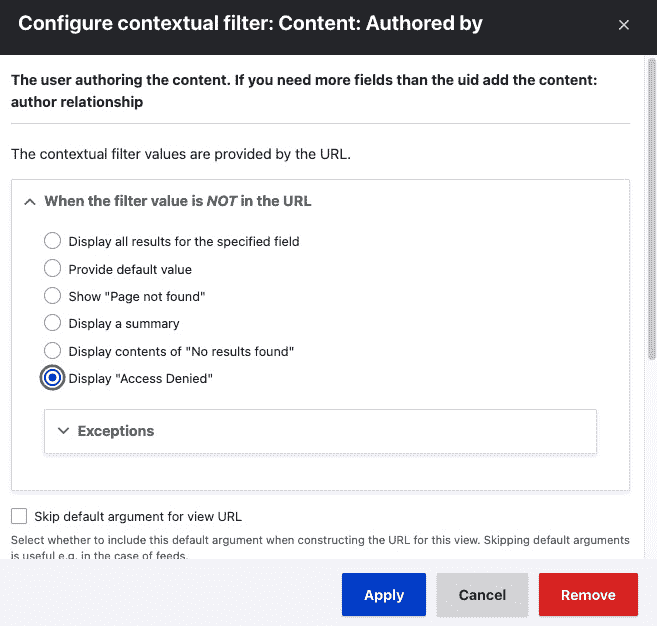 Configure contextual filter: Content: Authored by
The user authoring the content. If you need more fields than the uid add the content:
author relationship
The contextual filter values are provided by the URL.
When the filter value is NOT in the URL
Display all results for the specified field
Provide default value
Show "Page not found"
Display a summary
Display contents of "No results found"
Display "Access Denied"
Exceptions
Skip default argument for view URL
Select whether to include this default argument when constructing the URL for this view. Skipping default arguments
is useful e.g. in the case of feeds.
Apply
Cancel
Remove